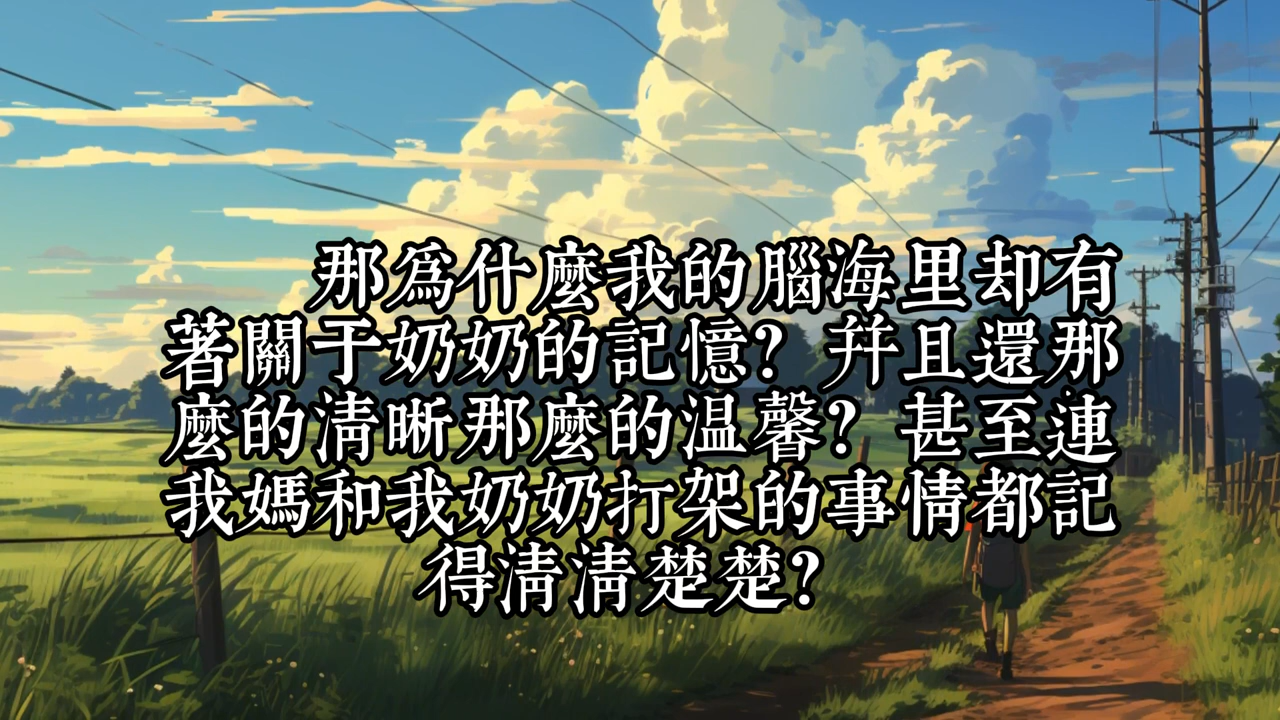 那爲什麼我的腦海里却有
著關于奶奶的記憶？并且還那
麼的清晰那麼的温馨？甚至連
我媽和我奶奶打架的事情都記
得清清楚楚？